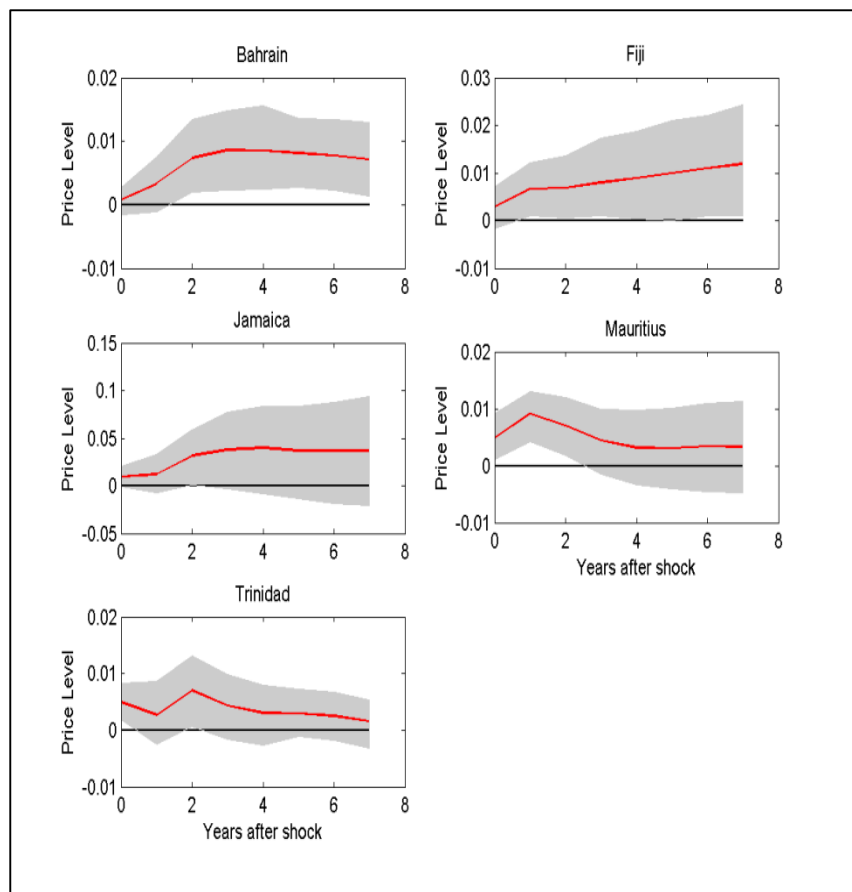 Bahrain
0.02
0.01
0
-0.01
Price Level
0 2 4 6 8
Fiji
0.03
0.02
0.01
0
-0.01
Price Level
0 2 4 6 8
Jamaica
0.15
0.1
0.05
0
-0.05
Price Level
0 2 4 6 8
Mauritius
0.02
0.01
0
-0.01
Price Level
0 2 4 6 8
Years after shock
Trinidad
0.02
0.01
0
-0.01
Price Level
0 2 4 6 8
Years after shock